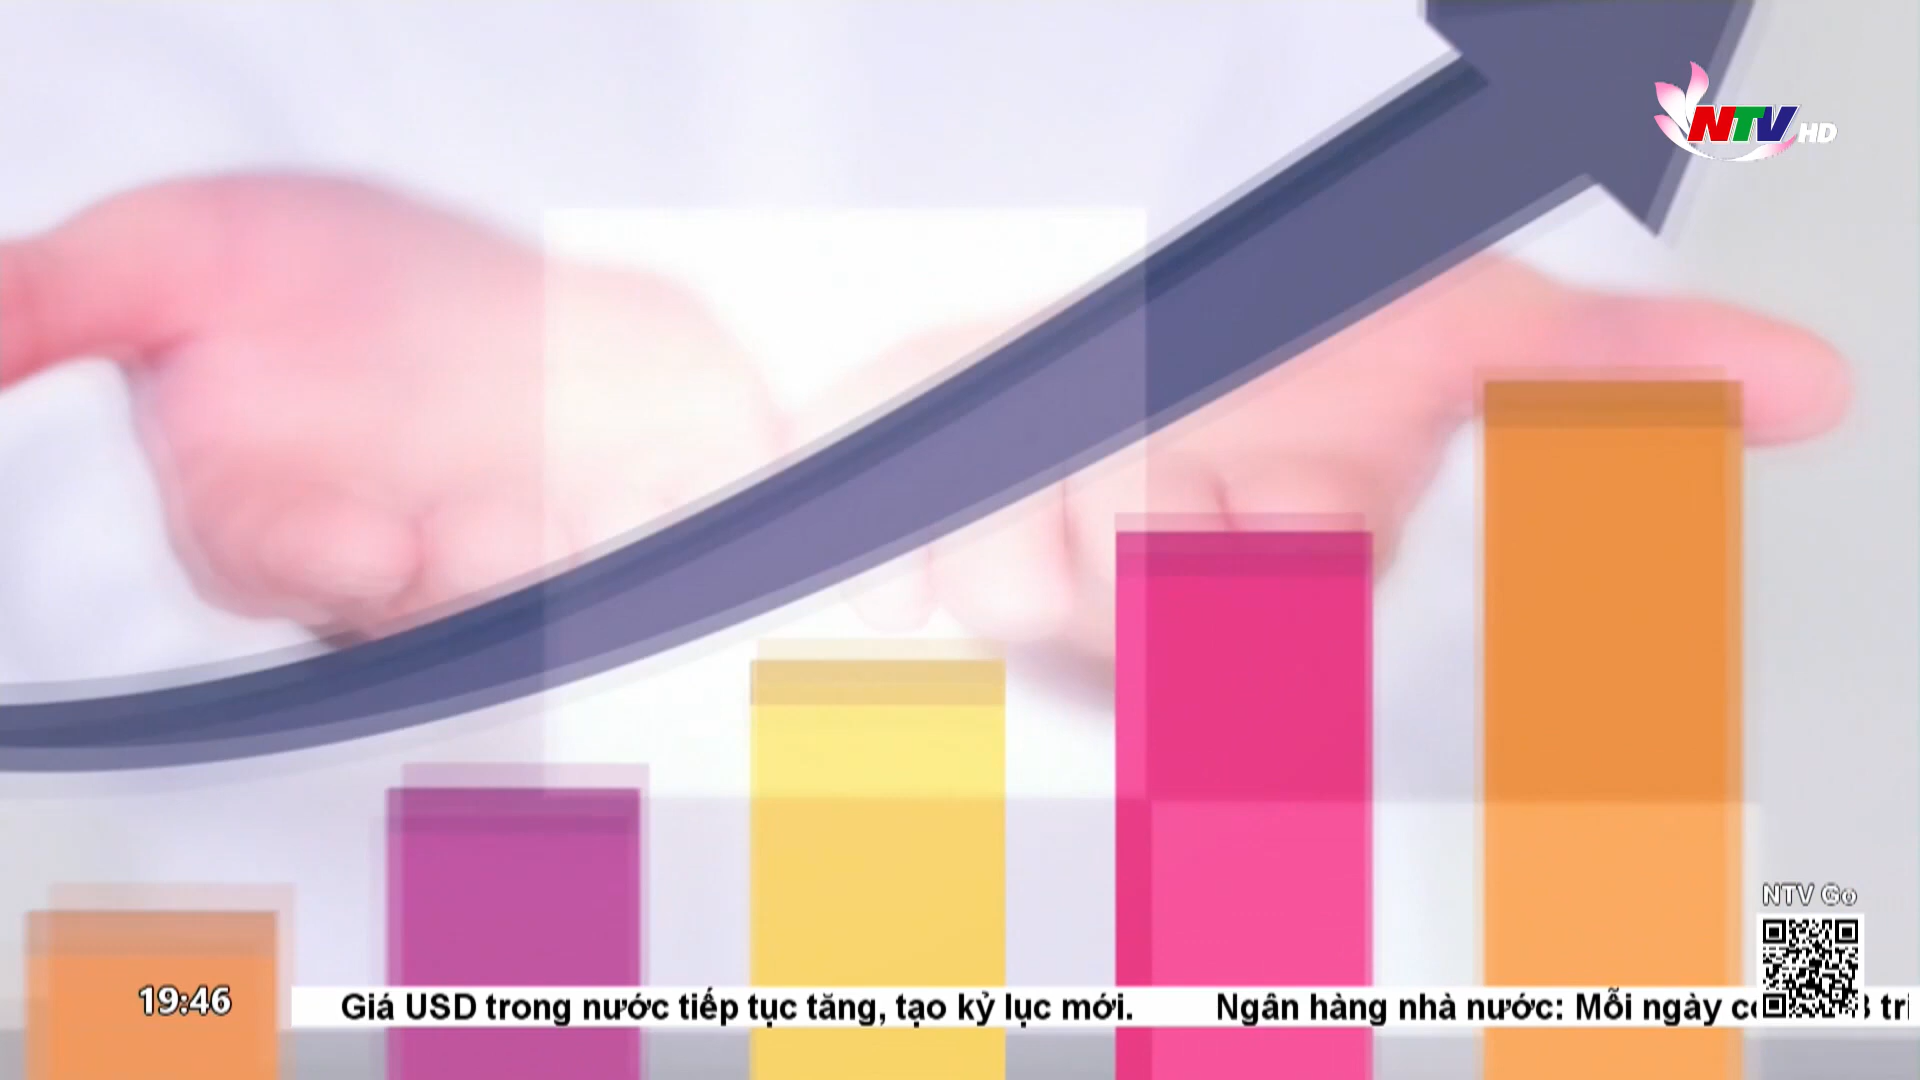 NTV HD
NTV Go
19:46
Giá USD trong nước tiếp tục tăng, tạo kỷ lục mới. Ngân hàng nhà nước: Mỗi ngày